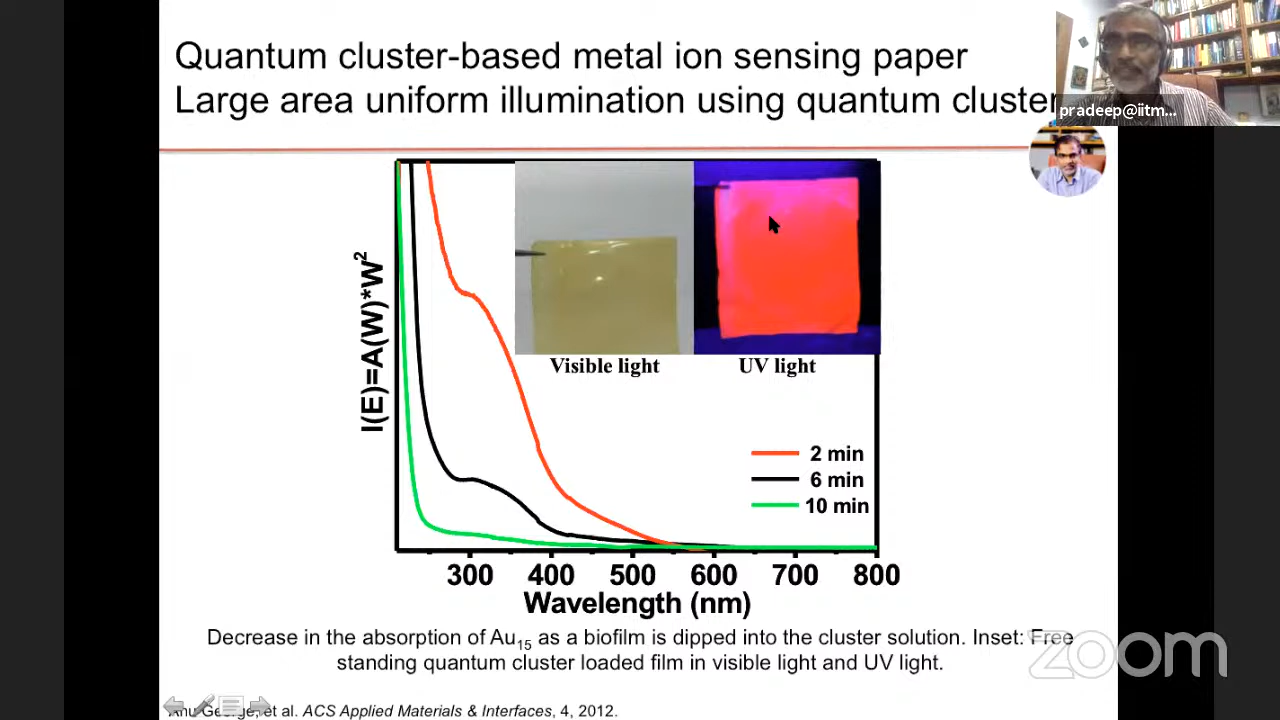 Quantum cluster-based metal ion sensing paper
Large area uniform illumination using quantum cluster
pradeep@iitm...
I(E)=A(W)*W²
Visible light
UV light
2 min
6 min
10 min
300 400 500 600 700 800
Wavelength (nm)
Decrease in the absorption of Au₁₅ as a biofilm is dipped into the cluster solution. Inset: Free
standing quantum cluster loaded film in visible light and UV light.
zoom
Anu George, et al. ACS Applied Materials & Interfaces, 4, 2012.